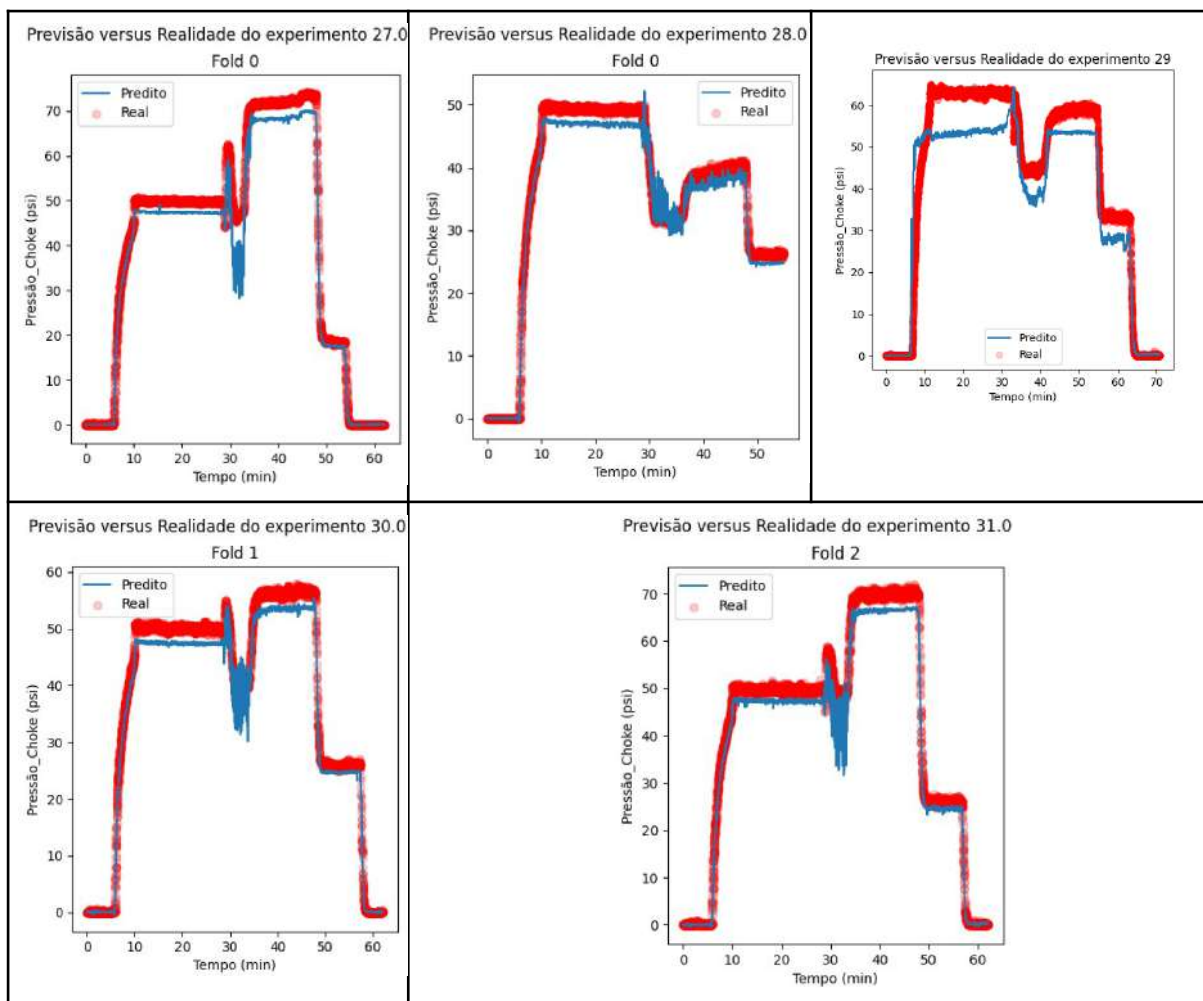 Previsão versus Realidade do experimento 27.0
Fold 0
Predito
Real
Pressão_Choke (psi)
70
60
50
40
30
20
10
0
0 10 20 30 40 50 60
Tempo (min)
Previsão versus Realidade do experimento 28.0
Fold 0
Predito
Real
Pressão_Choke (psi)
50
40
30
20
10
0
0 10 20 30 40 50
Tempo (min)
Previsão versus Realidade do experimento 29
Pressão_Choke (psi)
60
50
40
30
20
10
0
Predito
Real
0 10 20 30 40 50 60 70
Tempo (min)
Previsão versus Realidade do experimento 30.0
Fold 1
Predito
Real
Pressão_Choke (psi)
60
50
40
30
20
10
0
0 10 20 30 40 50 60
Tempo (min)
Previsão versus Realidade do experimento 31.0
Fold 2
Predito
Real
Pressão_Choke (psi)
70
60
50
40
30
20
10
0
0 10 20 30 40 50 60
Tempo (min)